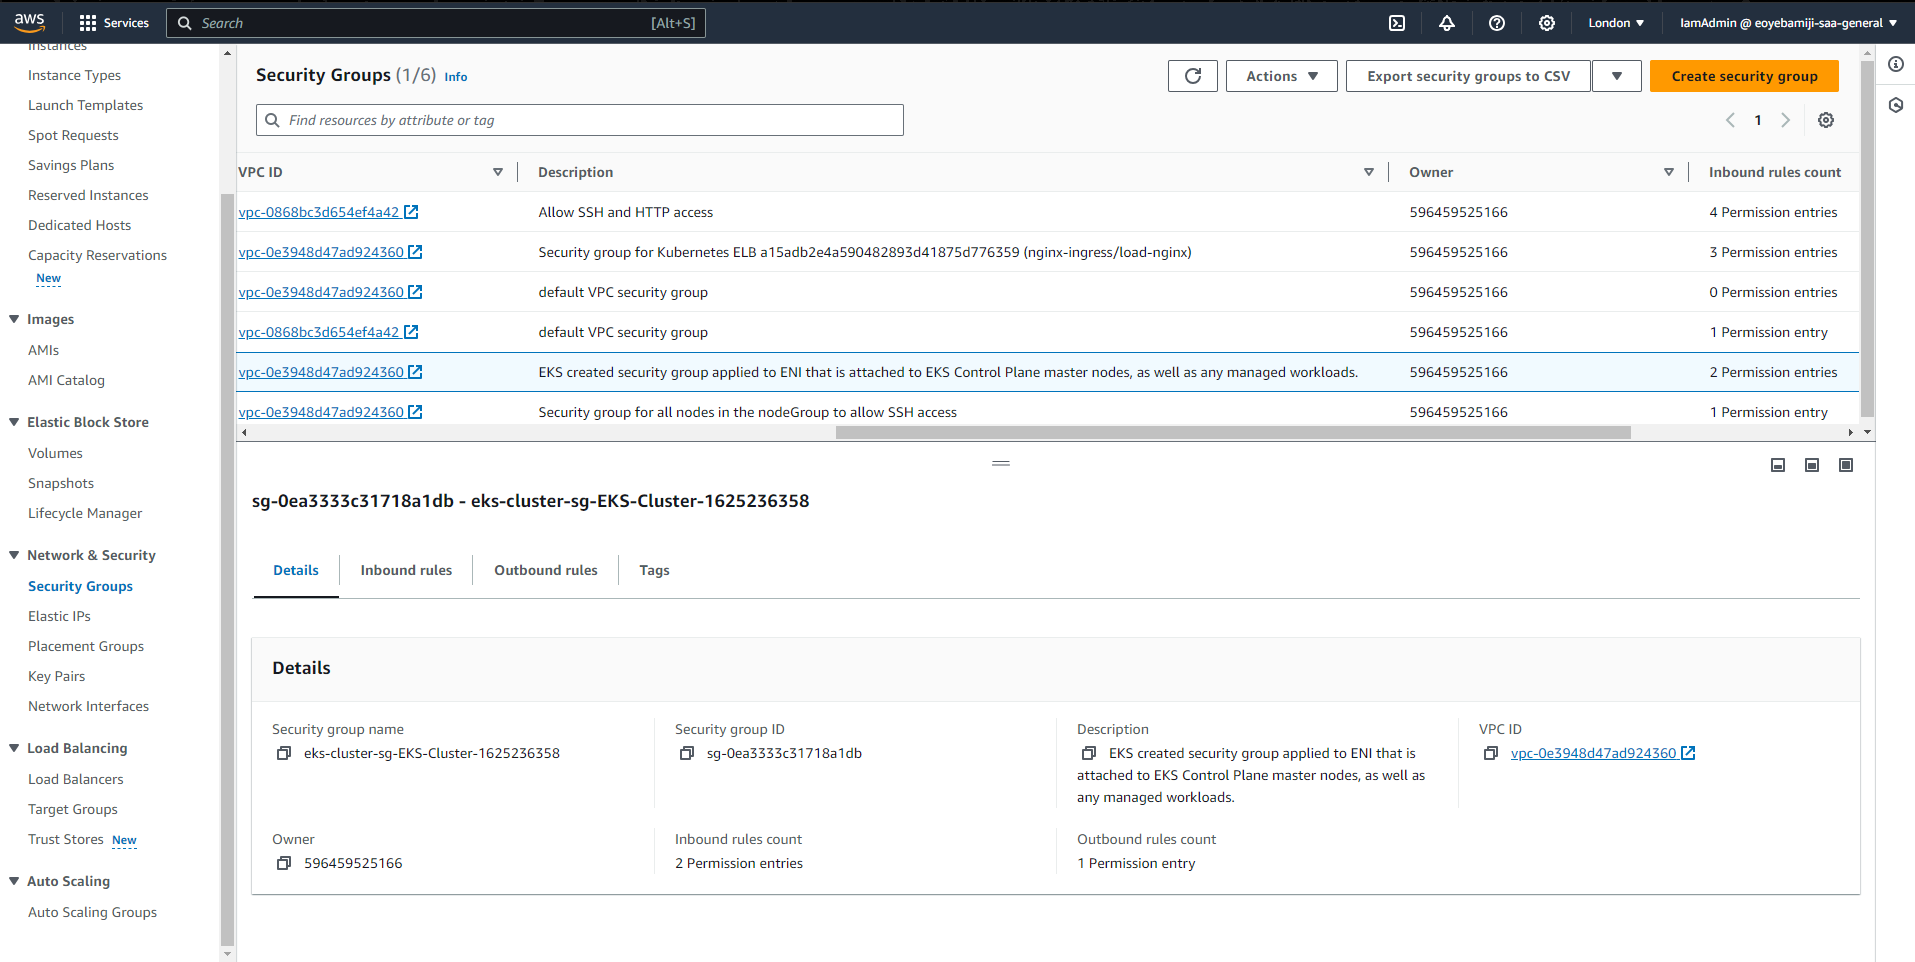 aws
Services
Search
[Alt+S]
London
IamAdmin @ eoyebamiji-saa-general
Instances
Instance Types
Launch Templates
Spot Requests
Savings Plans
Reserved Instances
Dedicated Hosts
Capacity Reservations
New
Images
AMIs
AMI Catalog
Elastic Block Store
Volumes
Snapshots
Lifecycle Manager
Network & Security
Security Groups
Elastic IPs
Placement Groups
Key Pairs
Network Interfaces
Load Balancing
Load Balancers
Target Groups
Trust Stores New
Auto Scaling
Auto Scaling Groups
Security Groups (1/6) Info
Actions
Export security groups to CSV
Create security group
Find resources by attribute or tag
1
VPC ID Description Owner Inbound rules count
vpc-0868bc3d654ef4a42 Allow SSH and HTTP access 596459525166 4 Permission entries
vpc-0e3948d47ad924360 Security group for Kubernetes ELB a15adb2e4a590482893d41875d776359 (nginx-ingress/load-nginx) 596459525166 3 Permission entries
vpc-0e3948d47ad924360 default VPC security group 596459525166 0 Permission entries
vpc-0868bc3d654ef4a42 default VPC security group 596459525166 1 Permission entry
vpc-0e3948d47ad924360 EKS created security group applied to ENI that is attached to EKS Control Plane master nodes, as well as any managed workloads. 596459525166 2 Permission entries
vpc-0e3948d47ad924360 Security group for all nodes in the nodeGroup to allow SSH access 596459525166 1 Permission entry
sg-0ea3333c31718a1db - eks-cluster-sg-EKS-Cluster-1625236358
Details Inbound rules Outbound rules Tags
Details
Security group name
eks-cluster-sg-EKS-Cluster-1625236358
Security group ID
sg-0ea3333c31718a1db
Description
EKS created security group applied to ENI that is
attached to EKS Control Plane master nodes, as well as
any managed workloads.
VPC ID
vpc-0e3948d47ad924360
Owner
596459525166
Inbound rules count
2 Permission entries
Outbound rules count
1 Permission entry